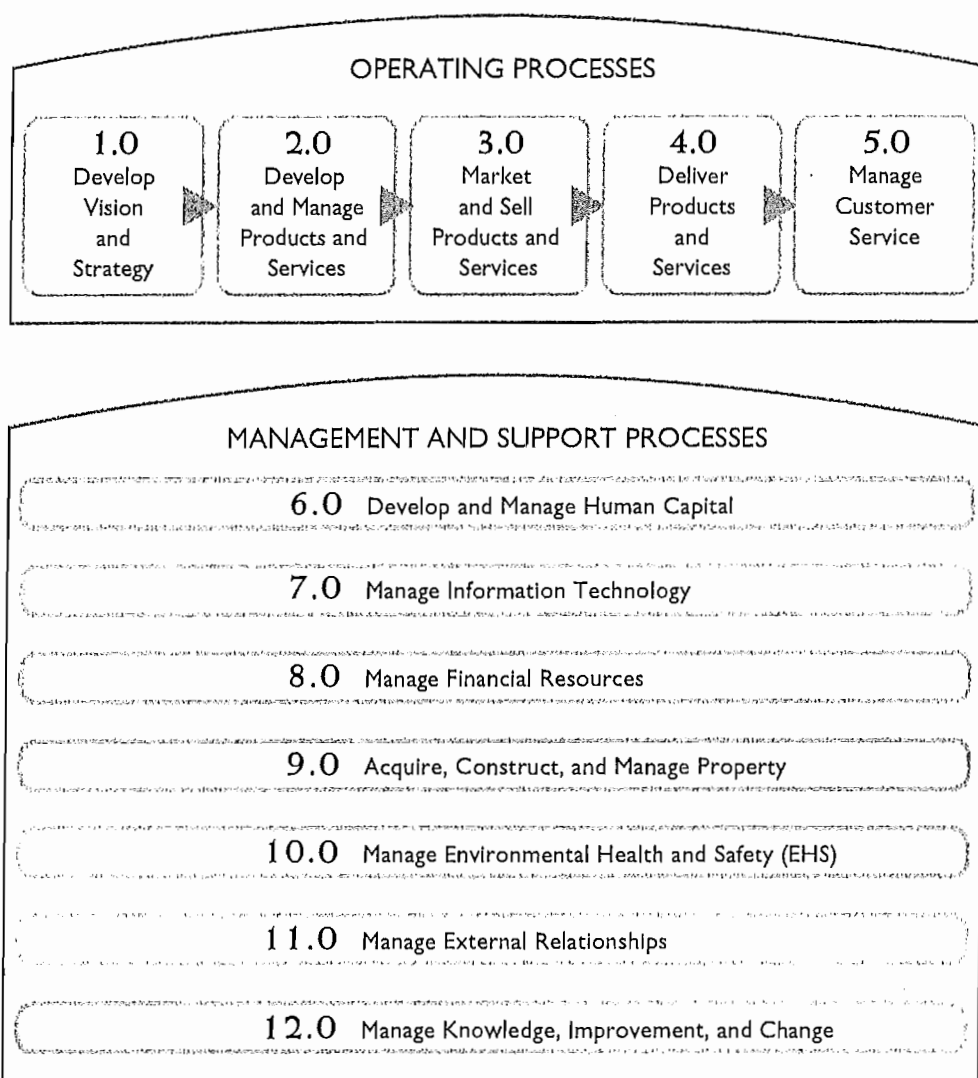 OPERATING PROCESSES
1.0
Develop
Vision
and
Strategy
2.0
Develop
and Manage
Products and
Services
3.0
Market
and Sell
Products and
Services
4.0
Deliver
Products
and
Services
5.0
Manage
Customer
Service
MANAGEMENT AND SUPPORT PROCESSES
6.0 Develop and Manage Human Capital
7.0 Manage Information Technology
8.0 Manage Financial Resources
9.0 Acquire, Construct, and Manage Property
10.0 Manage Environmental Health and Safety (EHS)
11.0 Manage External Relationships
12.0 Manage Knowledge, Improvement, and Change